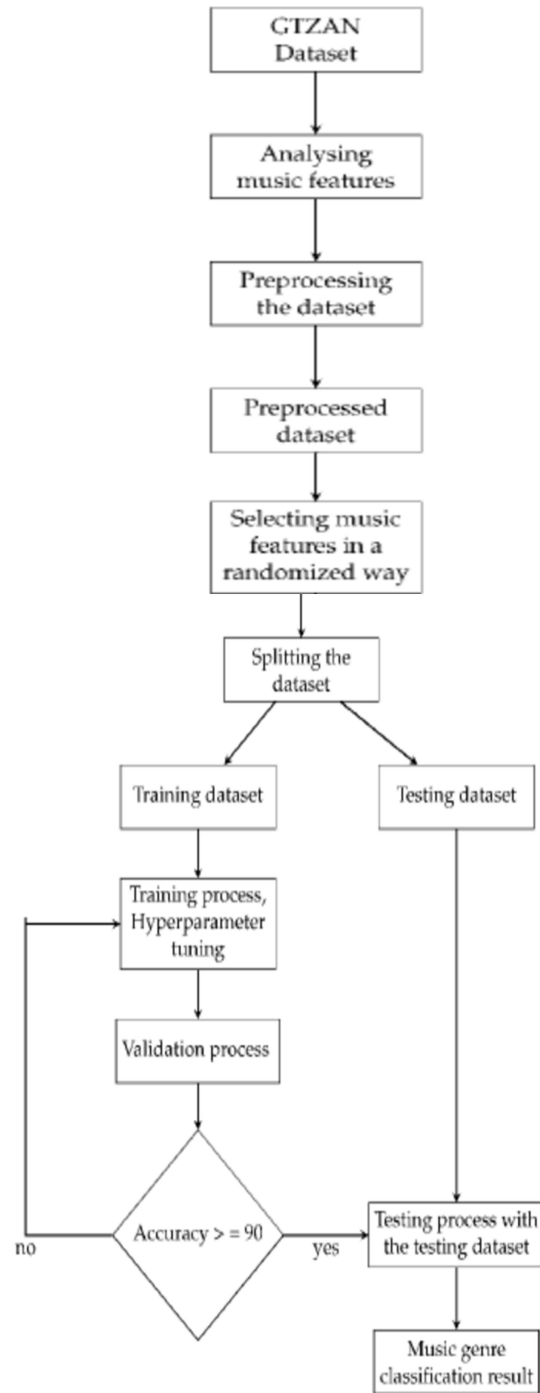 GTZAN
Dataset
Analysing
music features
Preprocessing
the dataset
Preprocessed
dataset
Selecting music
features in a
randomized way
Splitting the
dataset
Training dataset
Testing dataset
Training process,
Hyperparameter
tuning
Validation process
Accuracy > = 90
no
yes
Testing process with
the testing dataset
Music genre
classification result